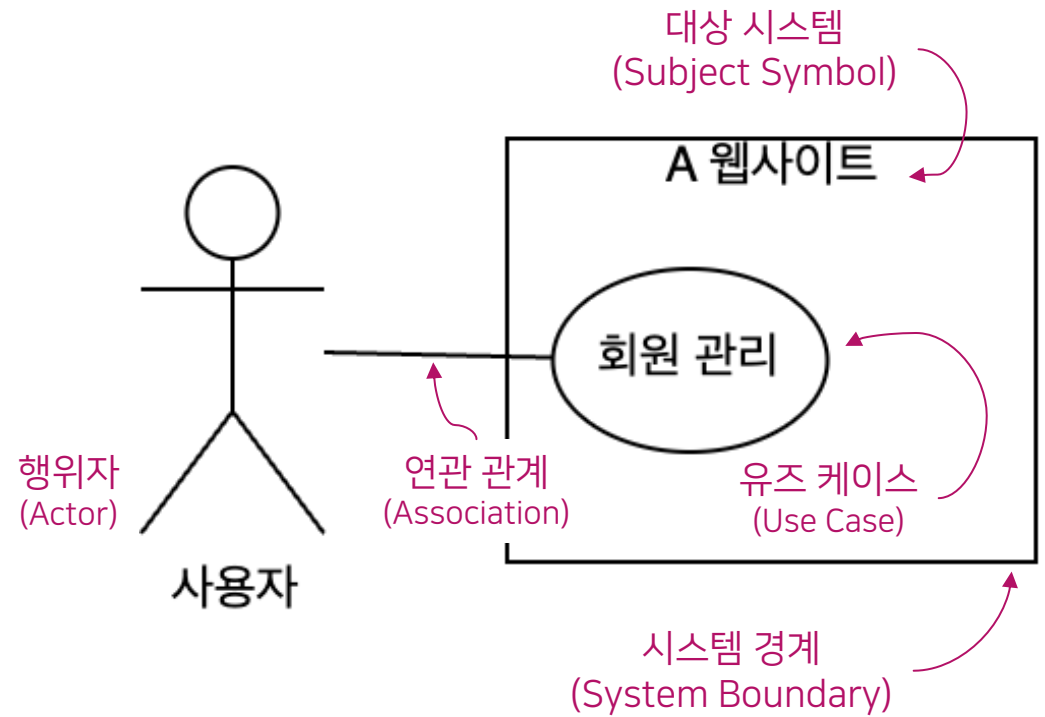 대상 시스템
(Subject Symbol)
A 웹사이트
회원 관리
행위자
(Actor)
연관 관계
(Association)
유즈 케이스
(Use Case)
사용자
시스템 경계
(System Boundary)